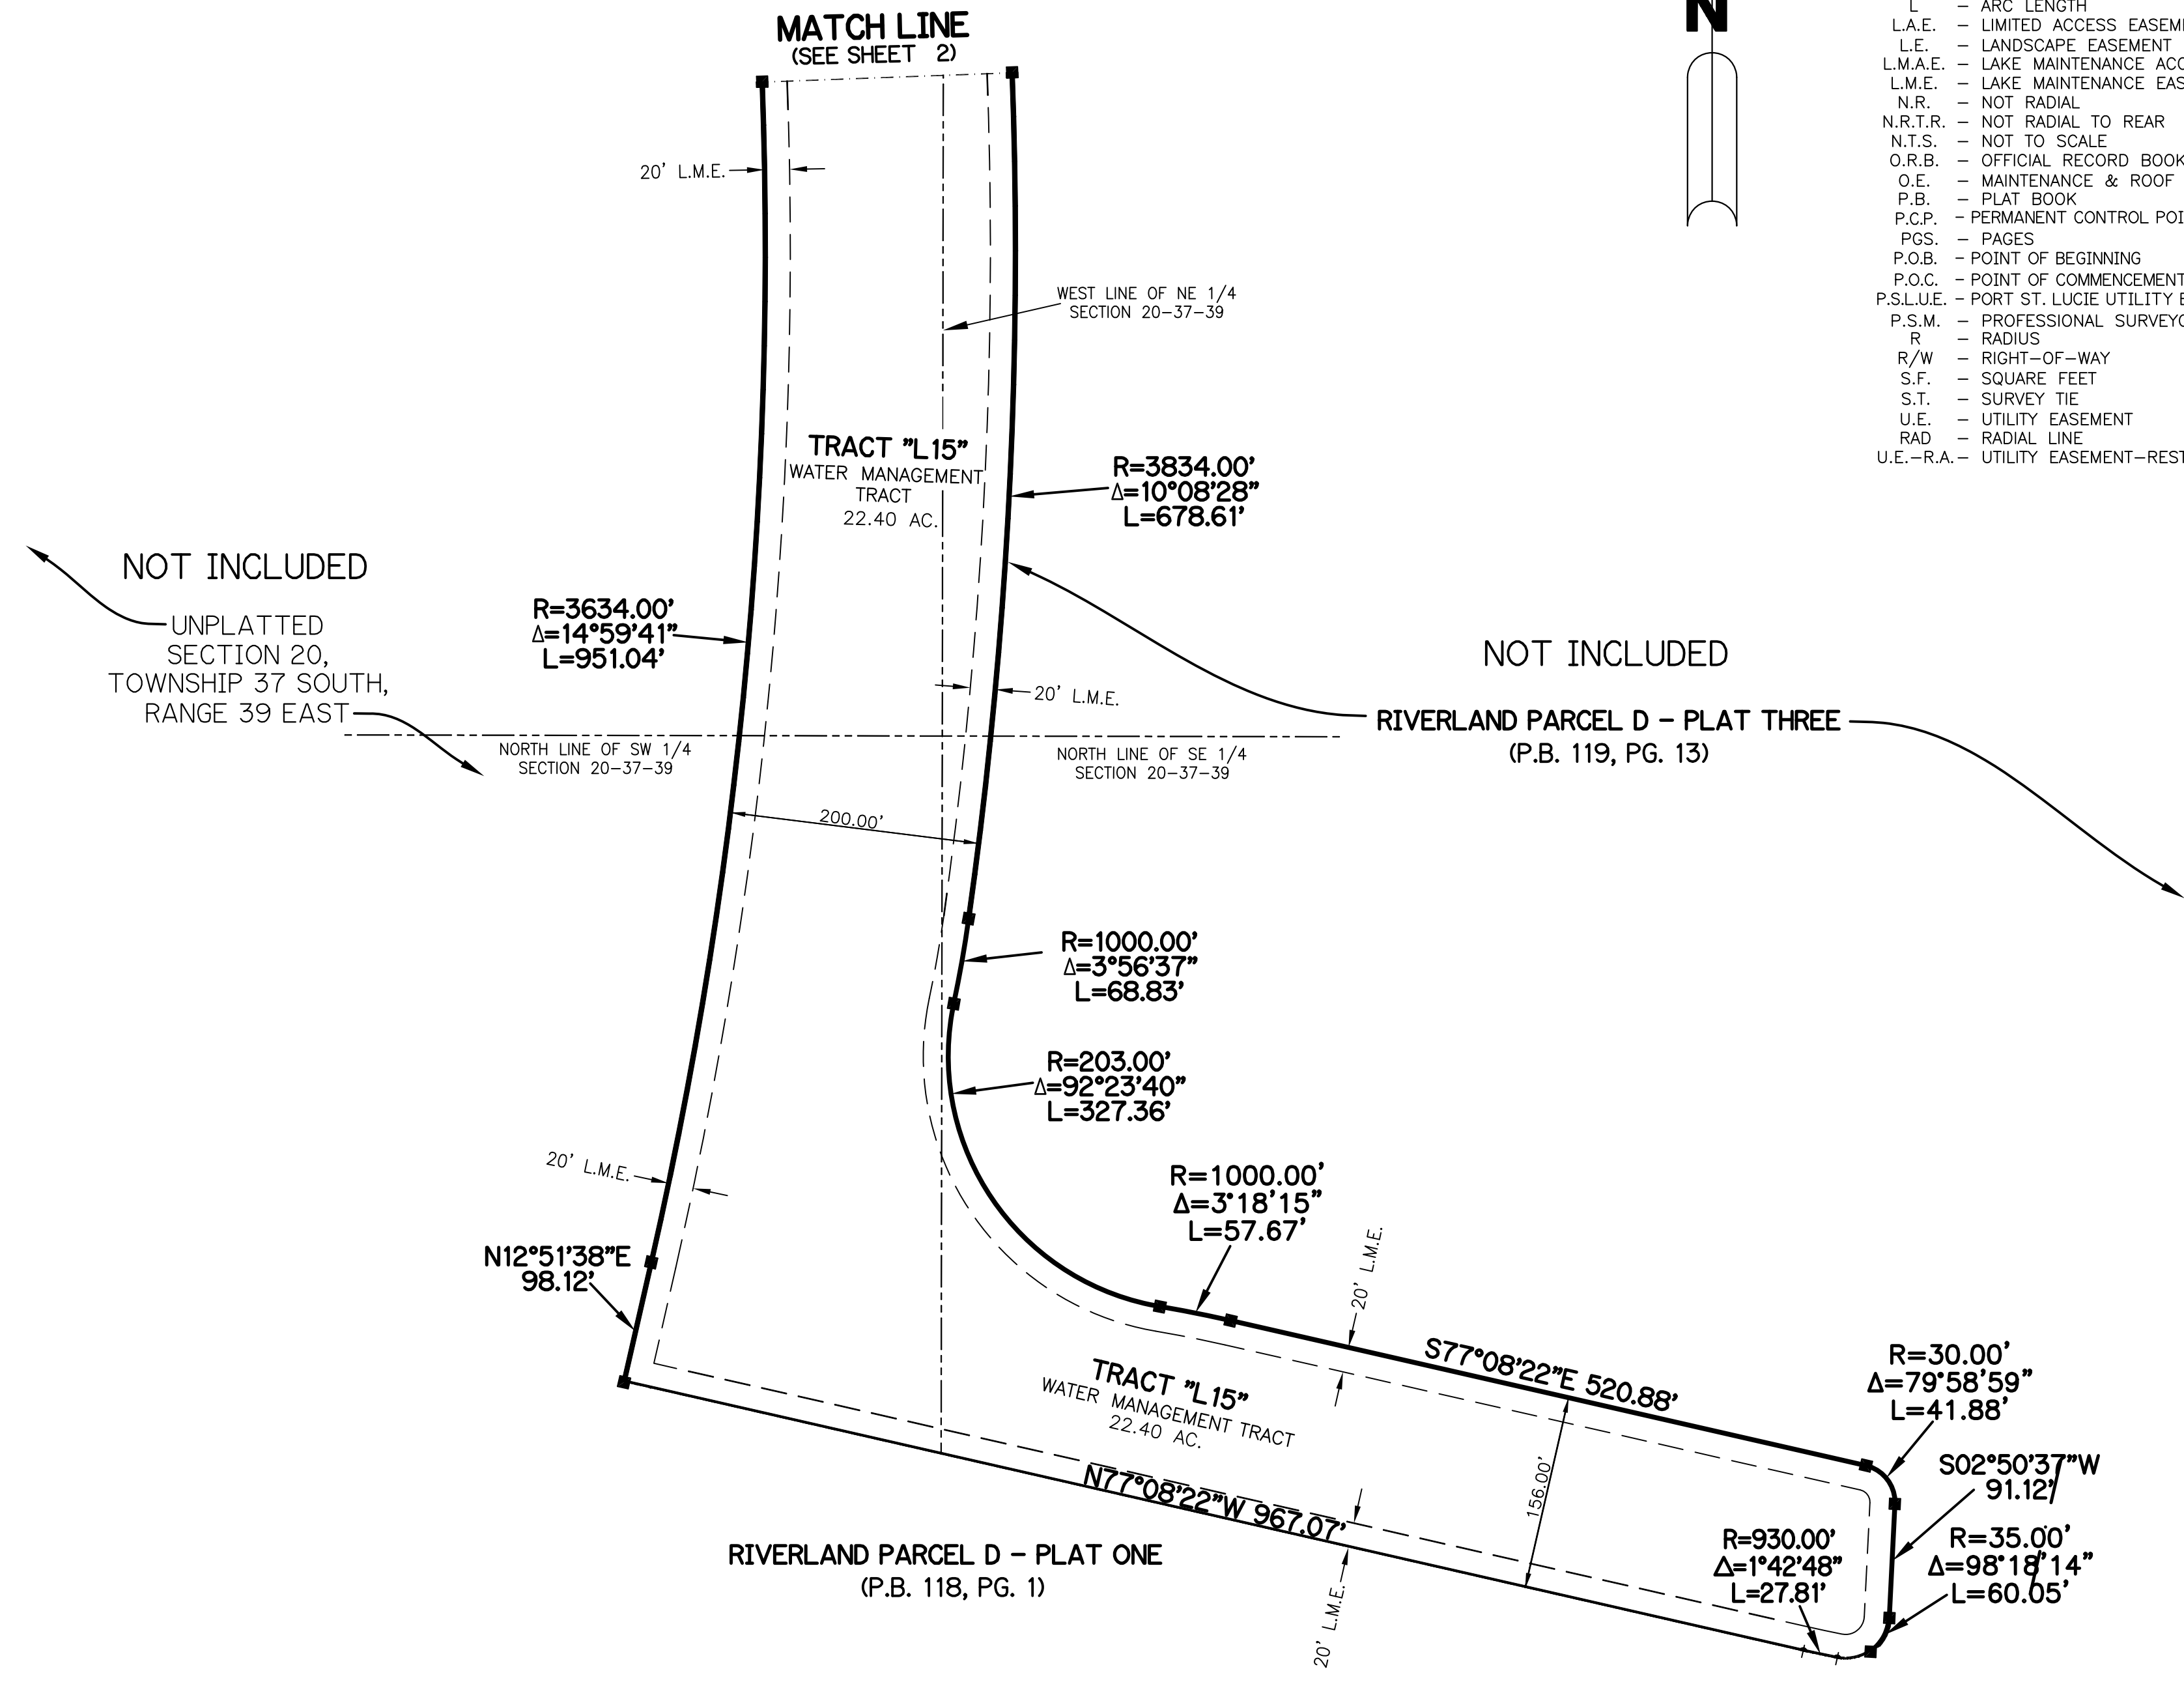 MATCH LINE
(SEE SHEET 2)
N
L – ARC LENGTH
L.A.E. – LIMITED ACCESS
L.E. – LANDSCAPE EASEMENT
L.M.A.E. – LAKE MAINTENANCE
L.M.E. – LAKE MAINTENANCE
N.R. – NOT RADIAL
N.R.T.R. – NOT RADIAL TO REAR
N.T.S. – NOT TO SCALE
O.R.B. – OFFICIAL RECORD BOOK
O.E. – MAINTENANCE & ROOF
P.B. – PLAT BOOK
P.C.P. – PERMANENT CONTROL
PGS. – PAGES
P.O.B. – POINT OF BEGINNING
P.O.C. – POINT OF COMMENCEMENT
P.S.L.U.E. – PORT ST. LUCIE UTILITY
P.S.M. – PROFESSIONAL
R – RADIUS
R/W – RIGHT-OF-WAY
S.F. – SQUARE FEET
S.T. – SURVEY TIE
U.E. – UTILITY EASEMENT
RAD – RADIAL LINE
U.E.-R.A. – UTILITY
20' L.M.E.
WEST LINE OF NE 1/4
SECTION 20-37-39
TRACT "L15"
WATER MANAGEMENT
TRACT
22.40 AC.
R=3834.00'
Δ=10°08'28"
L=678.61'
NOT INCLUDED
UNPLATTED
SECTION 20,
TOWNSHIP 37 SOUTH,
RANGE 39 EAST
R=3634.00'
Δ=14°59'41"
L=951.04'
NOT INCLUDED
RIVERLAND PARCEL D - PLAT THREE
(P.B. 119, PG. 13)
20' L.M.E.
NORTH LINE OF SW 1/4
SECTION 20-37-39
NORTH LINE OF SE 1/4
SECTION 20-37-39
200.00'
R=1000.00'
Δ=3°56'37"
L=68.83'
R=203.00'
Δ=92°23'40"
L=327.36'
20' L.M.E.
R=1000.00'
Δ=3°18'15"
L=57.67'
N12°51'38"E
98.12'
20' L.M.E.
S77°08'22"E 520.88'
TRACT "L15"
WATER MANAGEMENT TRACT
22.40 AC.
R=30.00'
Δ=79°58'59"
L=41.88'
S02°50'37"W
91.12'
156.00'
N77°08'22"W 967.07'
R=930.00'
Δ=1°42'48"
L=27.81'
R=35.00'
Δ=98°18'14"
L=60.05'
RIVERLAND PARCEL D - PLAT ONE
(P.B. 118, PG. 1)
20' L.M.E.